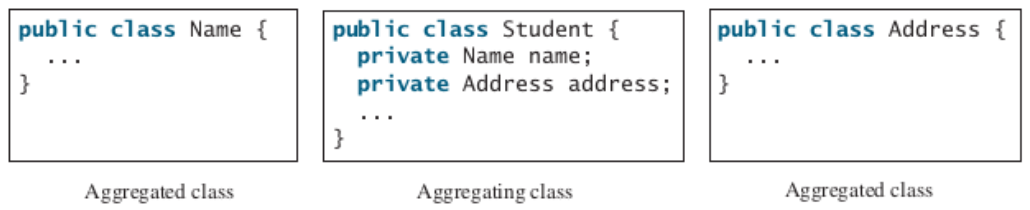 public class Name {
  ...
}
Aggregated class
public class Student {
  private Name name;
  private Address address;
  ...
}
Aggregating class
public class Address {
  ...
}
Aggregated class